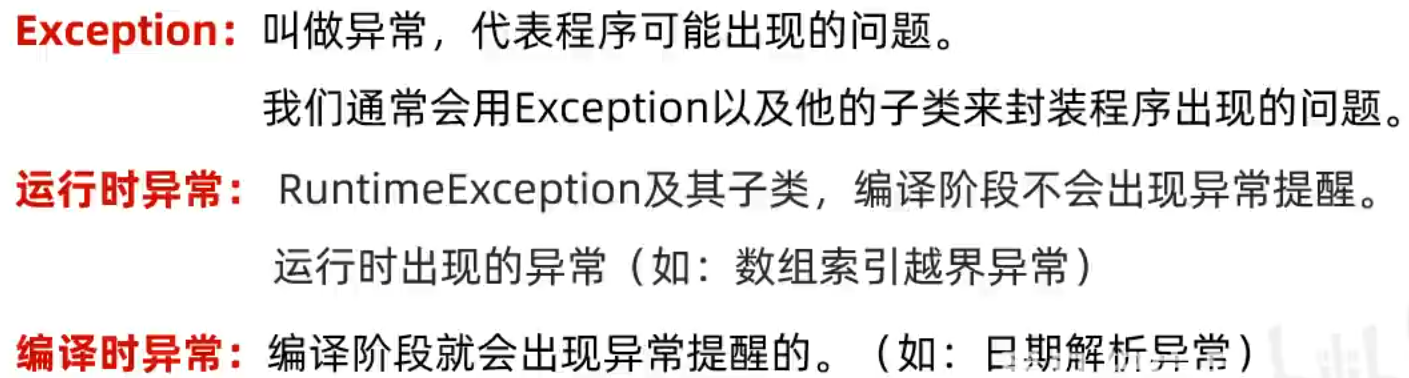 Exception：叫做异常，代表程序可能出现的问题。
我们通常会用Exception以及他的子类来封装程序出现的问题。
运行时异常：RuntimeException及其子类，编译阶段不会出现异常提醒。
运行时出现的异常（如：数组索引越界异常）
编译时异常：编译阶段就会出现异常提醒的。（如：日期解析异常）